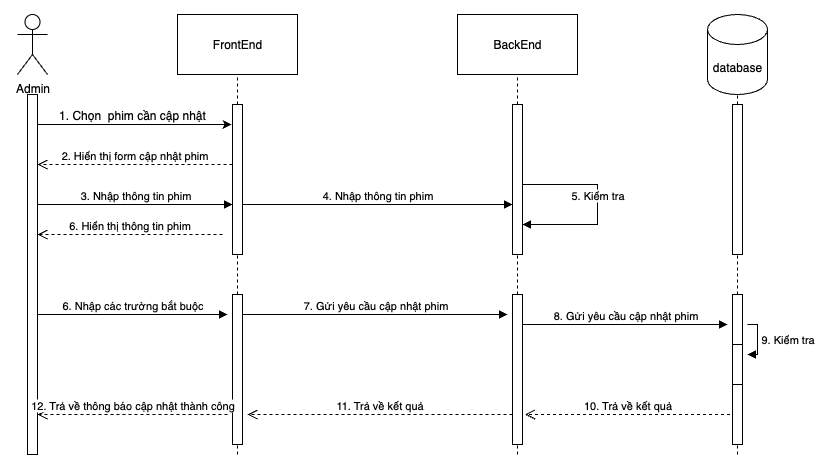 FrontEnd
BackEnd
database
Admin
1. Chọn phim cần cập nhật
2. Hiển thị form cập nhật phim
3. Nhập thông tin phim
4. Nhập thông tin phim
5. Kiểm tra
6. Hiển thị thông tin phim
6. Nhập các trường bắt buộc
7. Gửi yêu cầu cập nhật phim
8. Gửi yêu cầu cập nhật phim
9. Kiểm tra
12. Trả về thông báo cập nhật thành công
11. Trả về kết quả
10. Trả về kết quả